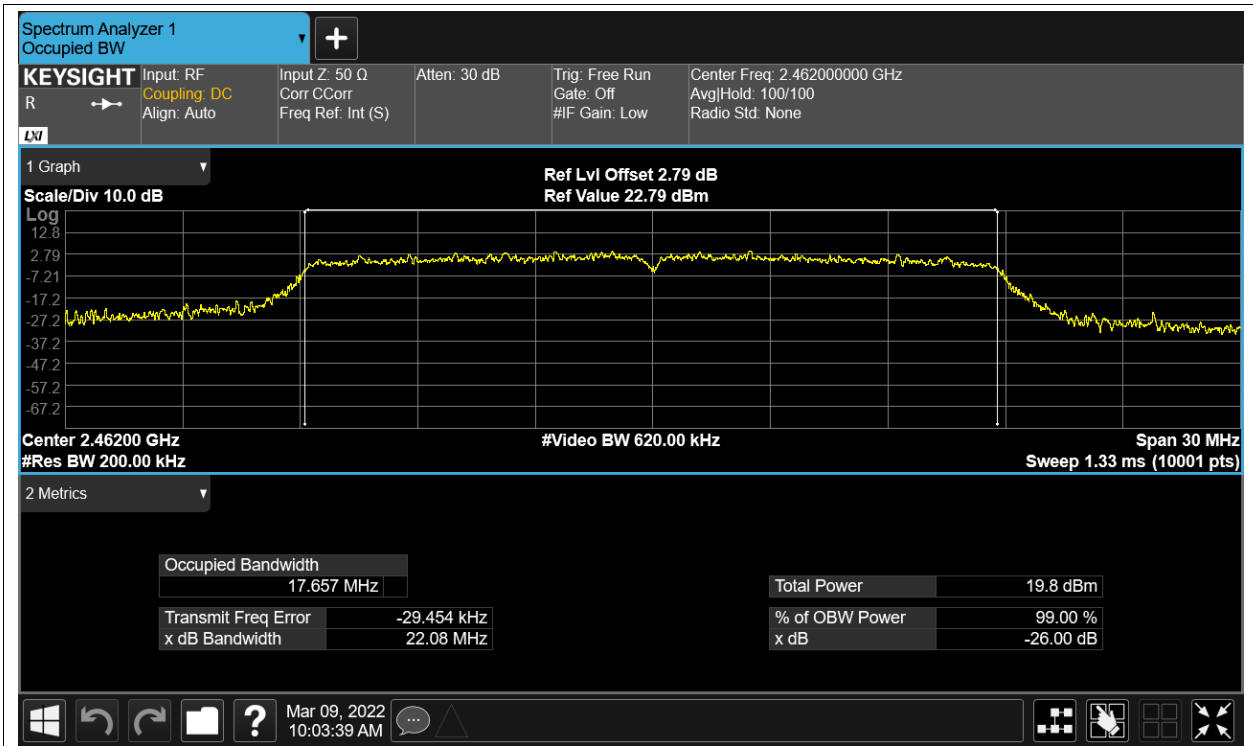 Spectrum Analyzer 1
Occupied BW
KEYSIGHT
R
LXI
Input: RF
Coupling: DC
Align: Auto
Input Z: 50 Ω
Corr CCorr
Freq Ref: Int (S)
Atten: 30 dB
Trig: Free Run
Gate: Off
#IF Gain: Low
Center Freq: 2.462000000 GHz
Avg|Hold: 100/100
Radio Std: None
1 Graph
Scale/Div 10.0 dB
Ref Lvl Offset 2.79 dB
Ref Value 22.79 dBm
Log
12.8
2.79
-7.21
-17.2
-27.2
-37.2
-47.2
-57.2
-67.2
Center 2.46200 GHz
#Video BW 620.00 kHz
Span 30 MHz
#Res BW 200.00 kHz
Sweep 1.33 ms (10001 pts)
2 Metrics
Occupied Bandwidth
17.657 MHz
Total Power 19.8 dBm
Transmit Freq Error -29.454 kHz
% of OBW Power 99.00 %
x dB Bandwidth 22.08 MHz
x dB -26.00 dB
?
Mar 09, 2022
10:03:39 AM